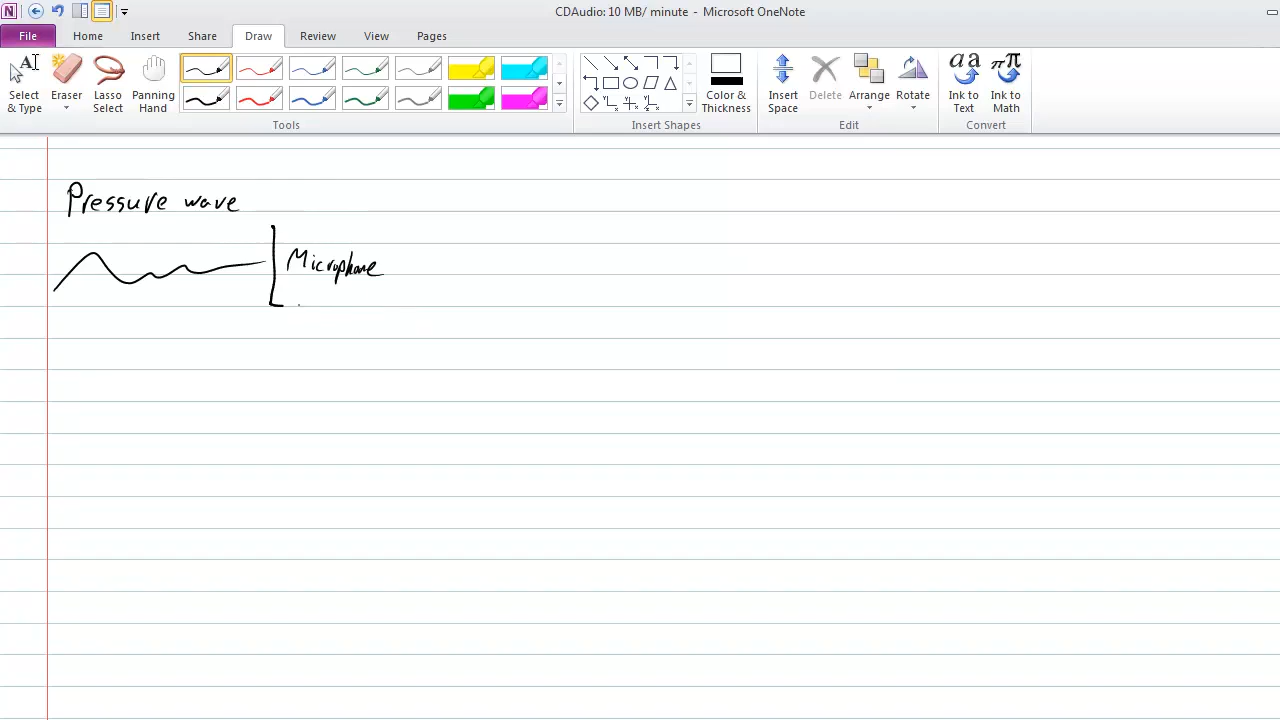 CDAudio: 10 MB/ minute - Microsoft OneNote
File Home Insert Share Draw Review View Pages
Select & Type
Eraser
Lasso Select
Panning Hand
Color & Thickness
Insert Space
Delete
Arrange
Rotate
Ink to Text
Ink to Math
Tools Insert Shapes Edit Convert
Pressure wave
Microphone